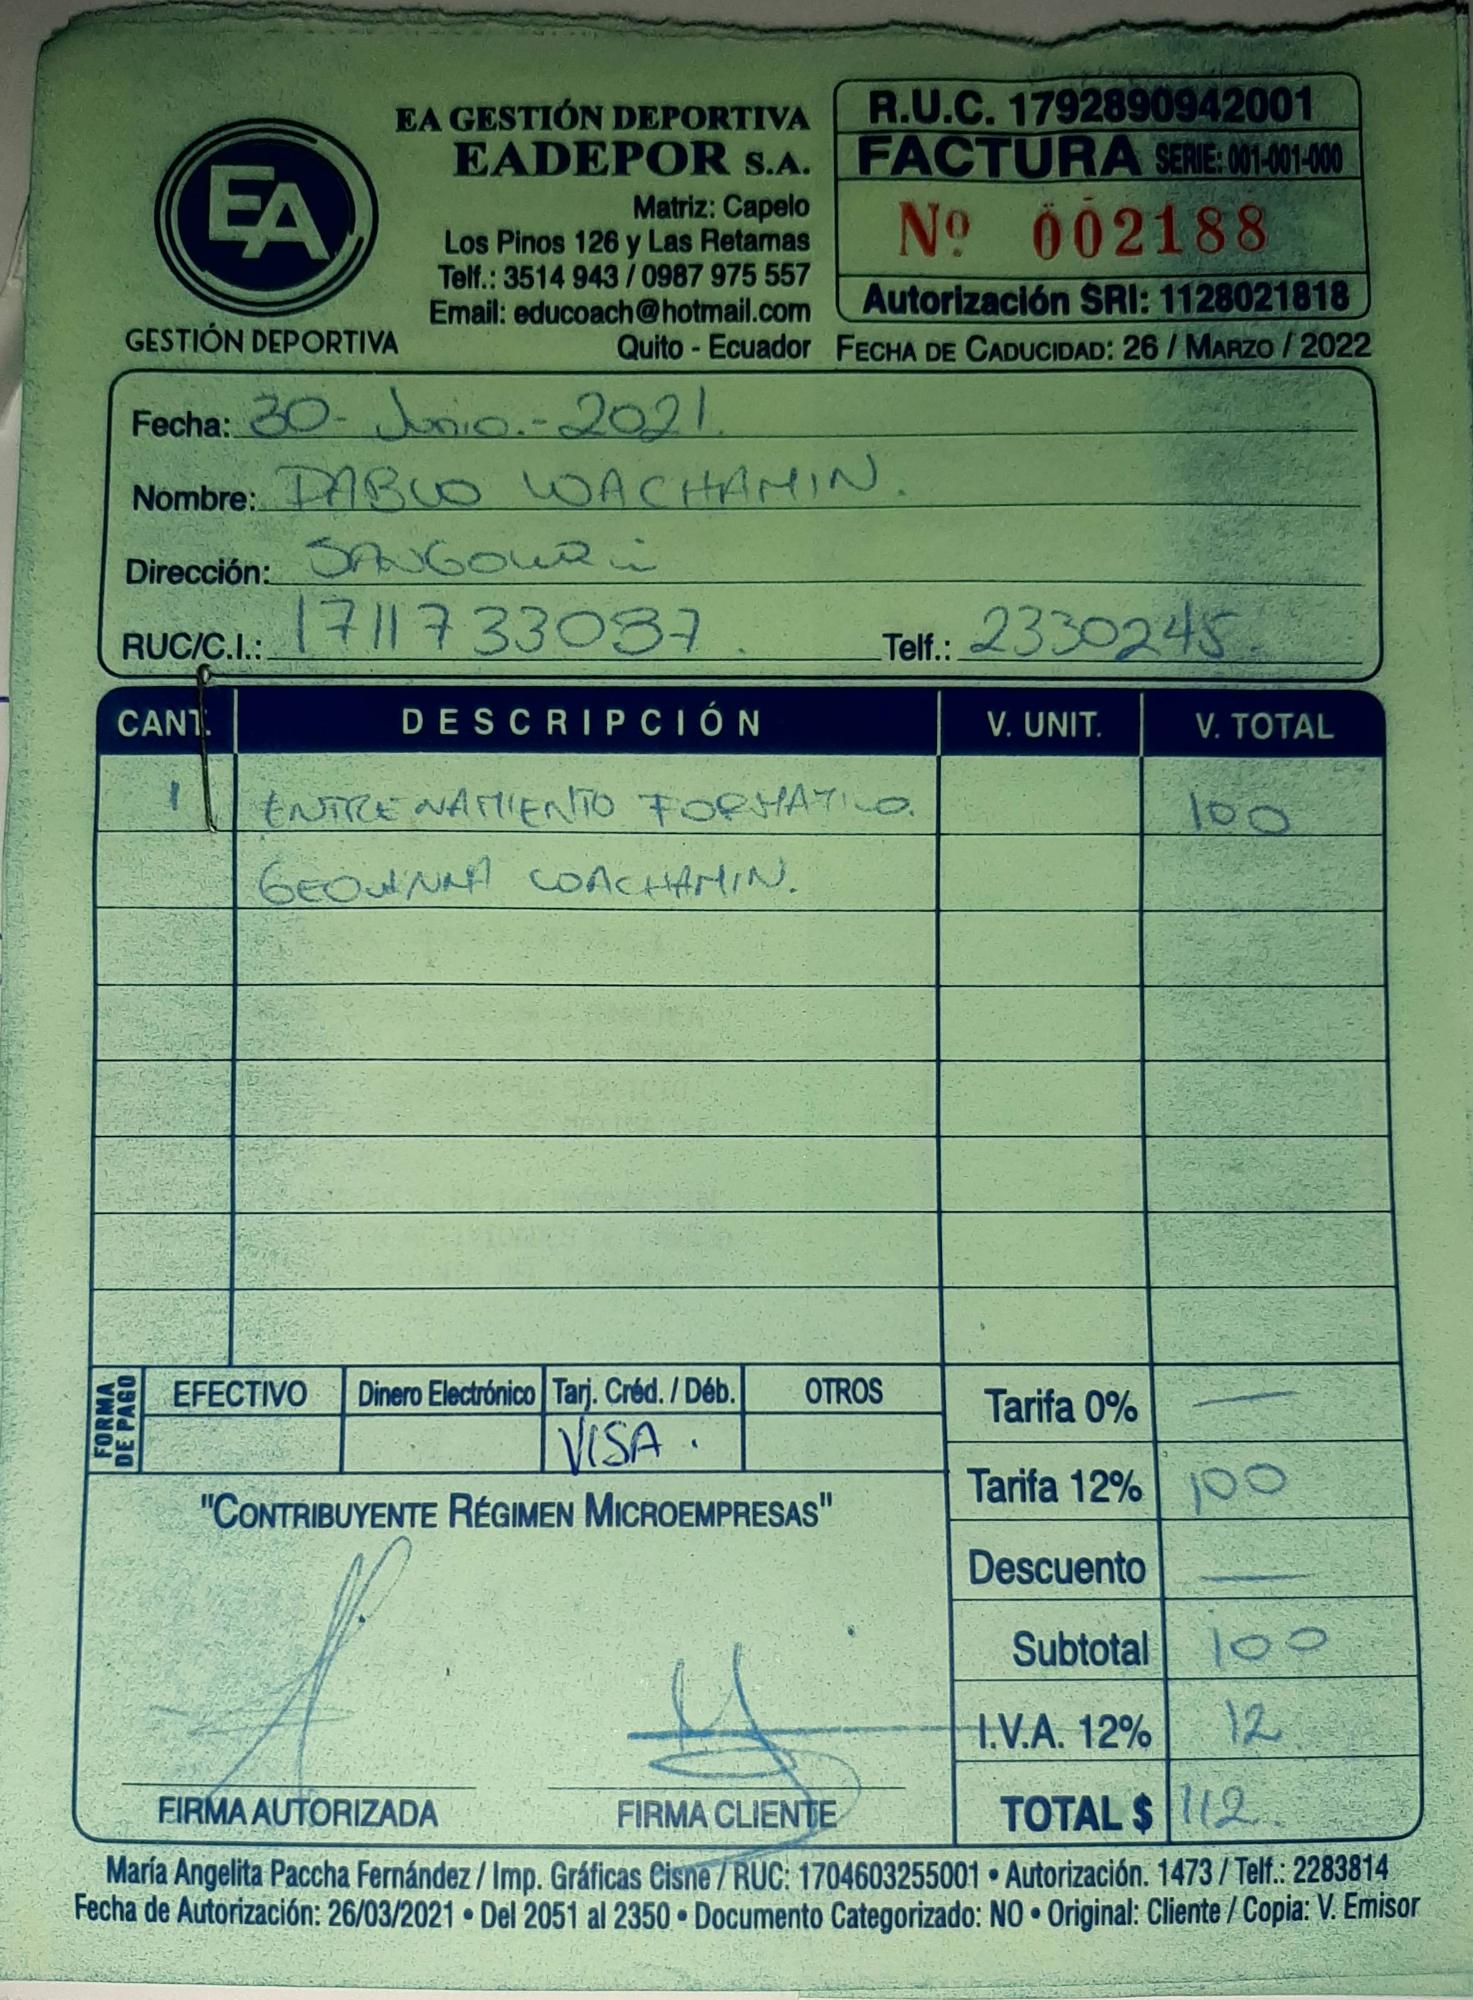 EA
GESTIÓN DEPORTIVA
EA GESTIÓN DEPORTIVA
EADEPOR S.A.
Matriz: Capelo
Los Pinos 126 y Las Retamas
Telf.: 3514 943 / 0987 975 557
Email: educoach@hotmail.com
Quito - Ecuador
R.U.C. 1792890942001
FACTURA SERIE: 001-001-000
Nº 002188
Autorización SRI: 1128021818
FECHA DE CADUCIDAD: 26 / MARZO / 2022
Fecha: 30-Junio.-2021.
Nombre: PABLO LOACHAMIN.
Dirección: SANGOLQUI
RUC/C.I.: 1711733087. Telf.: 2330245.
CANT. DESCRIPCIÓN V. UNIT. V. TOTAL
1 ENTRENAMIENTO FORMATIVO. 100
LOACHAMIN.
FORMA DE PAGO
EFECTIVO Dinero Electrónico Tarj. Créd. / Déb. OTROS
VISA.
Tarifa 0% —
Tarifa 12% 100
Descuento —
Subtotal 100
I.V.A. 12% 12
TOTAL $ 112
"CONTRIBUYENTE RÉGIMEN MICROEMPRESAS"
FIRMA AUTORIZADA FIRMA CLIENTE
María Angelita Paccha Fernández / Imp. Gráficas Cisne / RUC: 1704603255001 • Autorización. 1473 / Telf.: 2283814
Fecha de Autorización: 26/03/2021 • Del 2051 al 2350 • Documento Categorizado: NO • Original: Cliente / Copia: V. Emisor